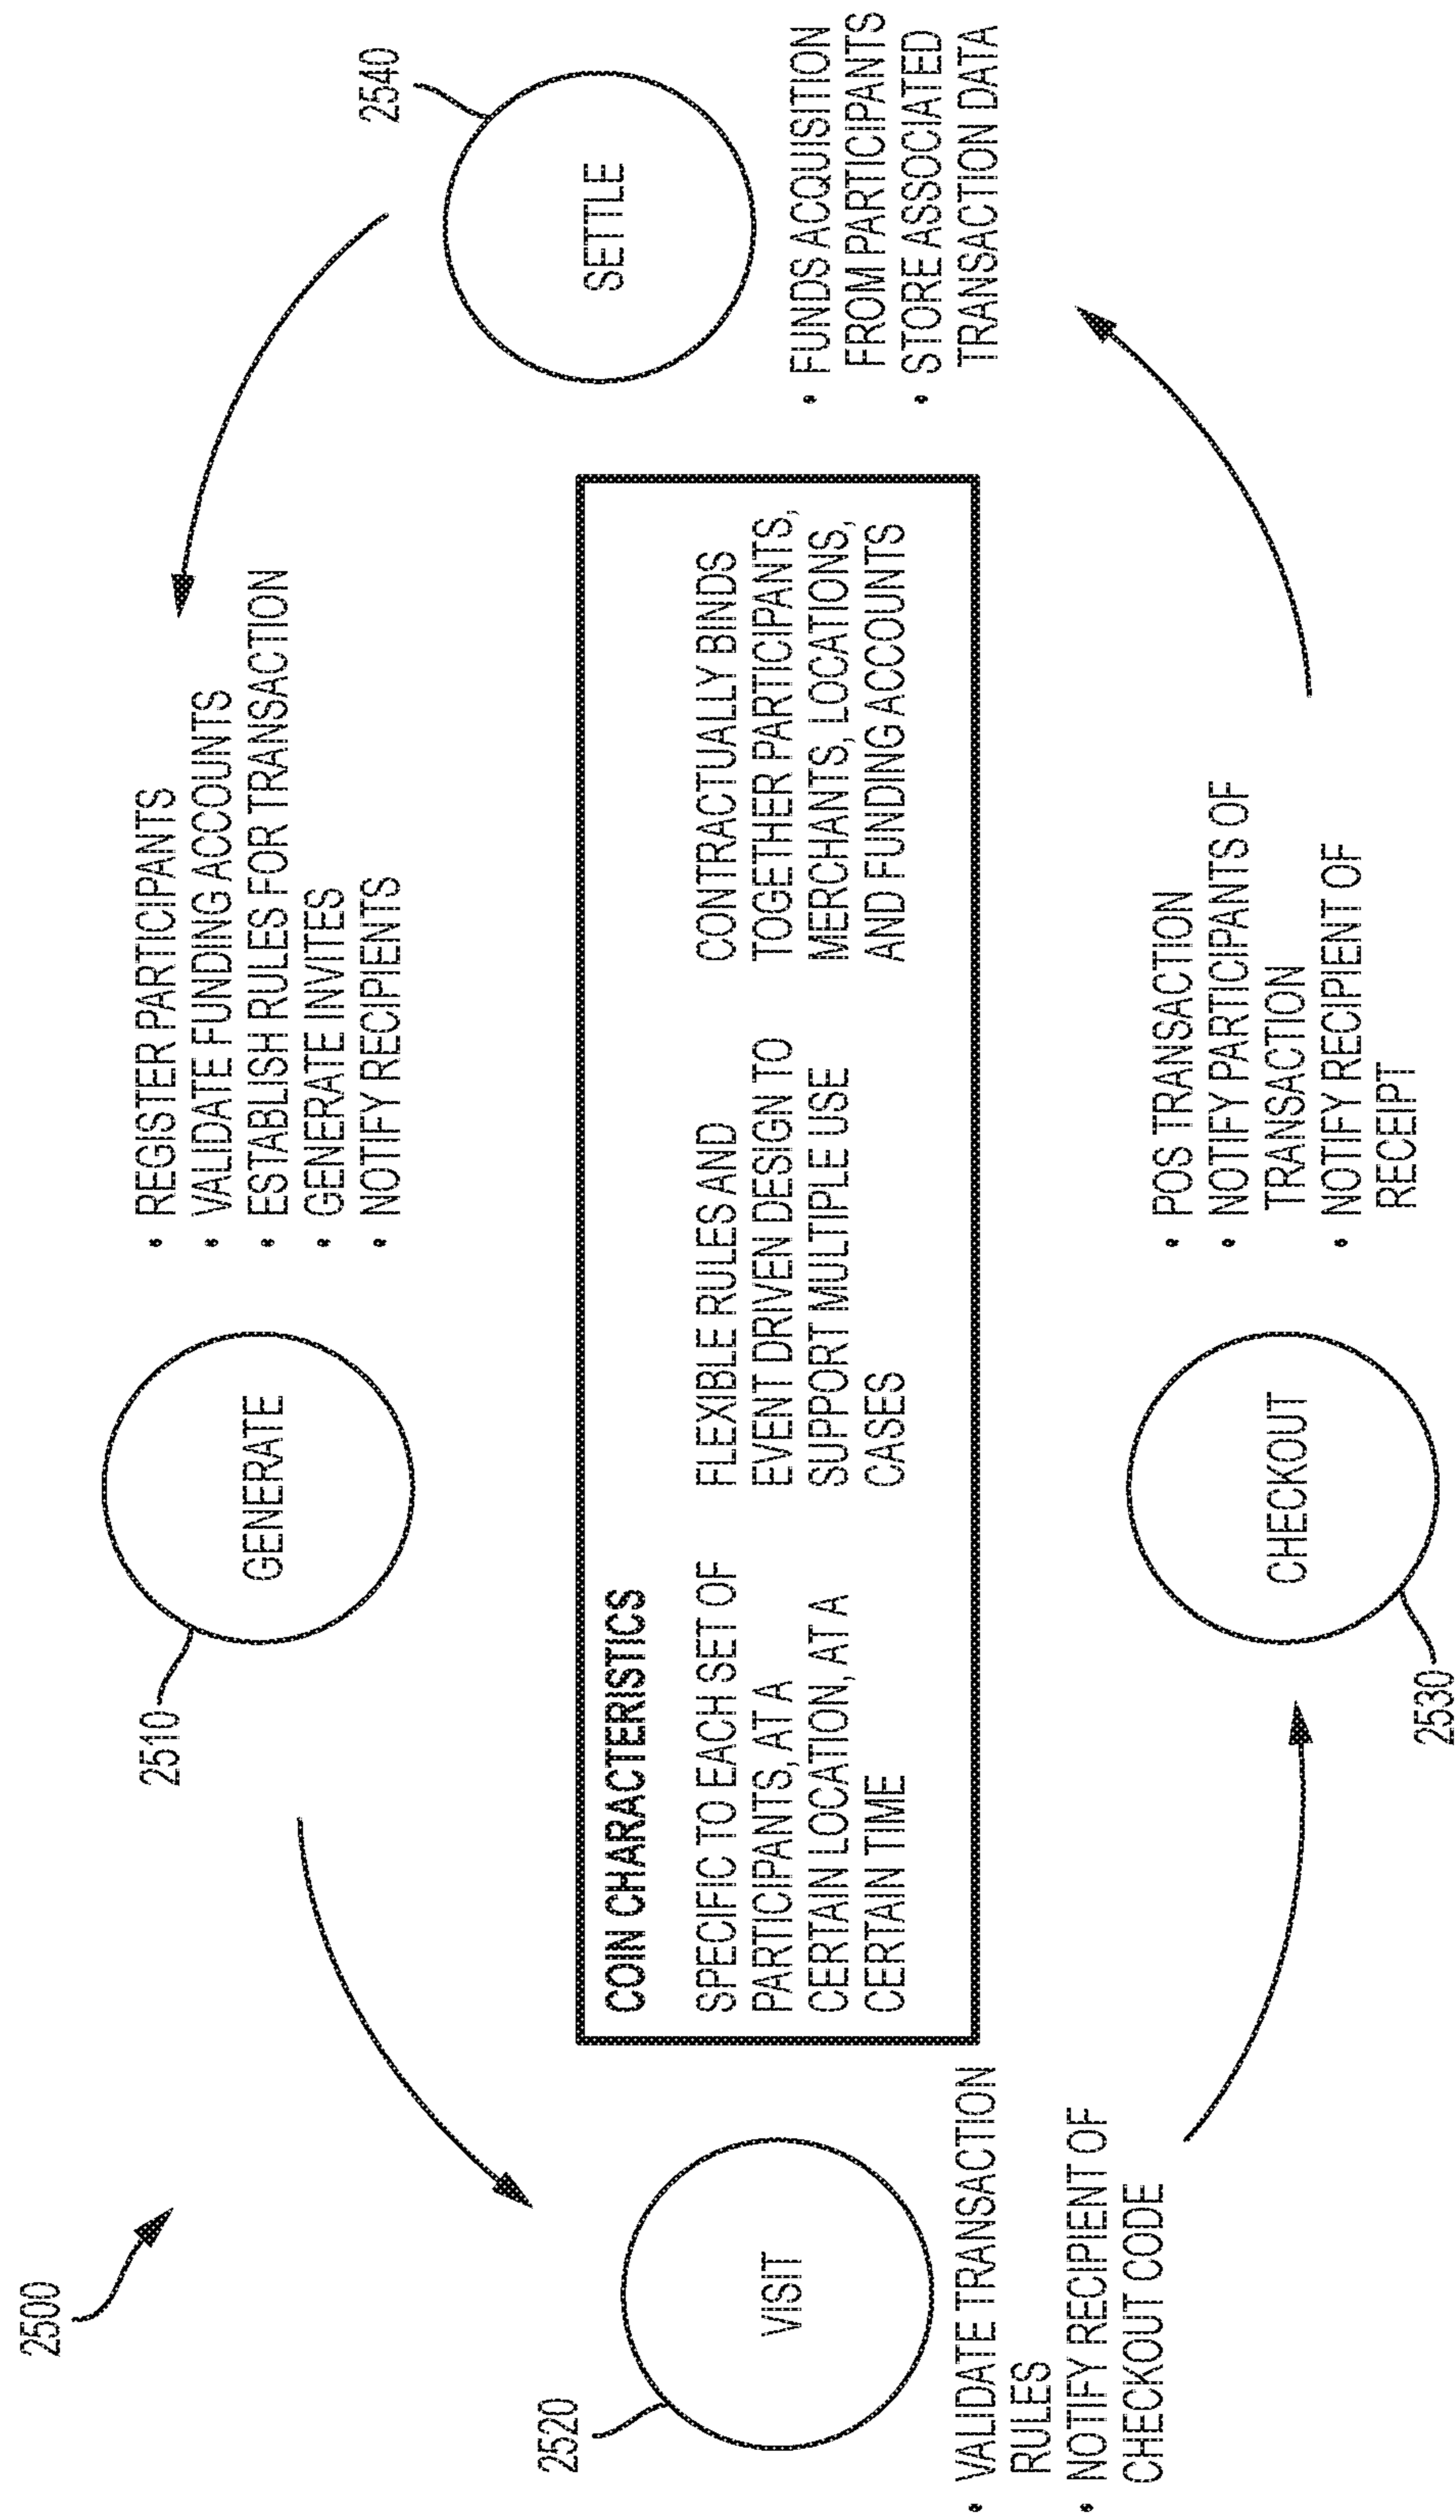 2500
2510
GENERATE
• REGISTER PARTICIPANTS
• VALIDATE FUNDING ACCOUNTS
• ESTABLISH RULES FOR TRANSACTION
• GENERATE INVITES
• NOTIFY RECIPIENTS
2520
VISIT
• VALIDATE TRANSACTION
RULES
• NOTIFY RECIPIENT OF
CHECKOUT CODE
COIN CHARACTERISTICS
SPECIFIC TO EACH SET OF
PARTICIPANTS, AT A
CERTAIN LOCATION, AT A
CERTAIN TIME
FLEXIBLE RULES AND
EVENT DRIVEN DESIGN TO
SUPPORT MULTIPLE USE
CASES
CONTRACTUALLY BINDS
TOGETHER PARTICIPANTS,
MERCHANTS, LOCATIONS,
AND FUNDING ACCOUNTS
2540
SETTLE
• FUNDS ACQUISITION
FROM PARTICIPANTS
• STORE ASSOCIATED
TRANSACTION DATA
2530
CHECKOUT
• POS TRANSACTION
• NOTIFY PARTICIPANTS OF
TRANSACTION
• NOTIFY RECIPIENT OF
RECEIPT